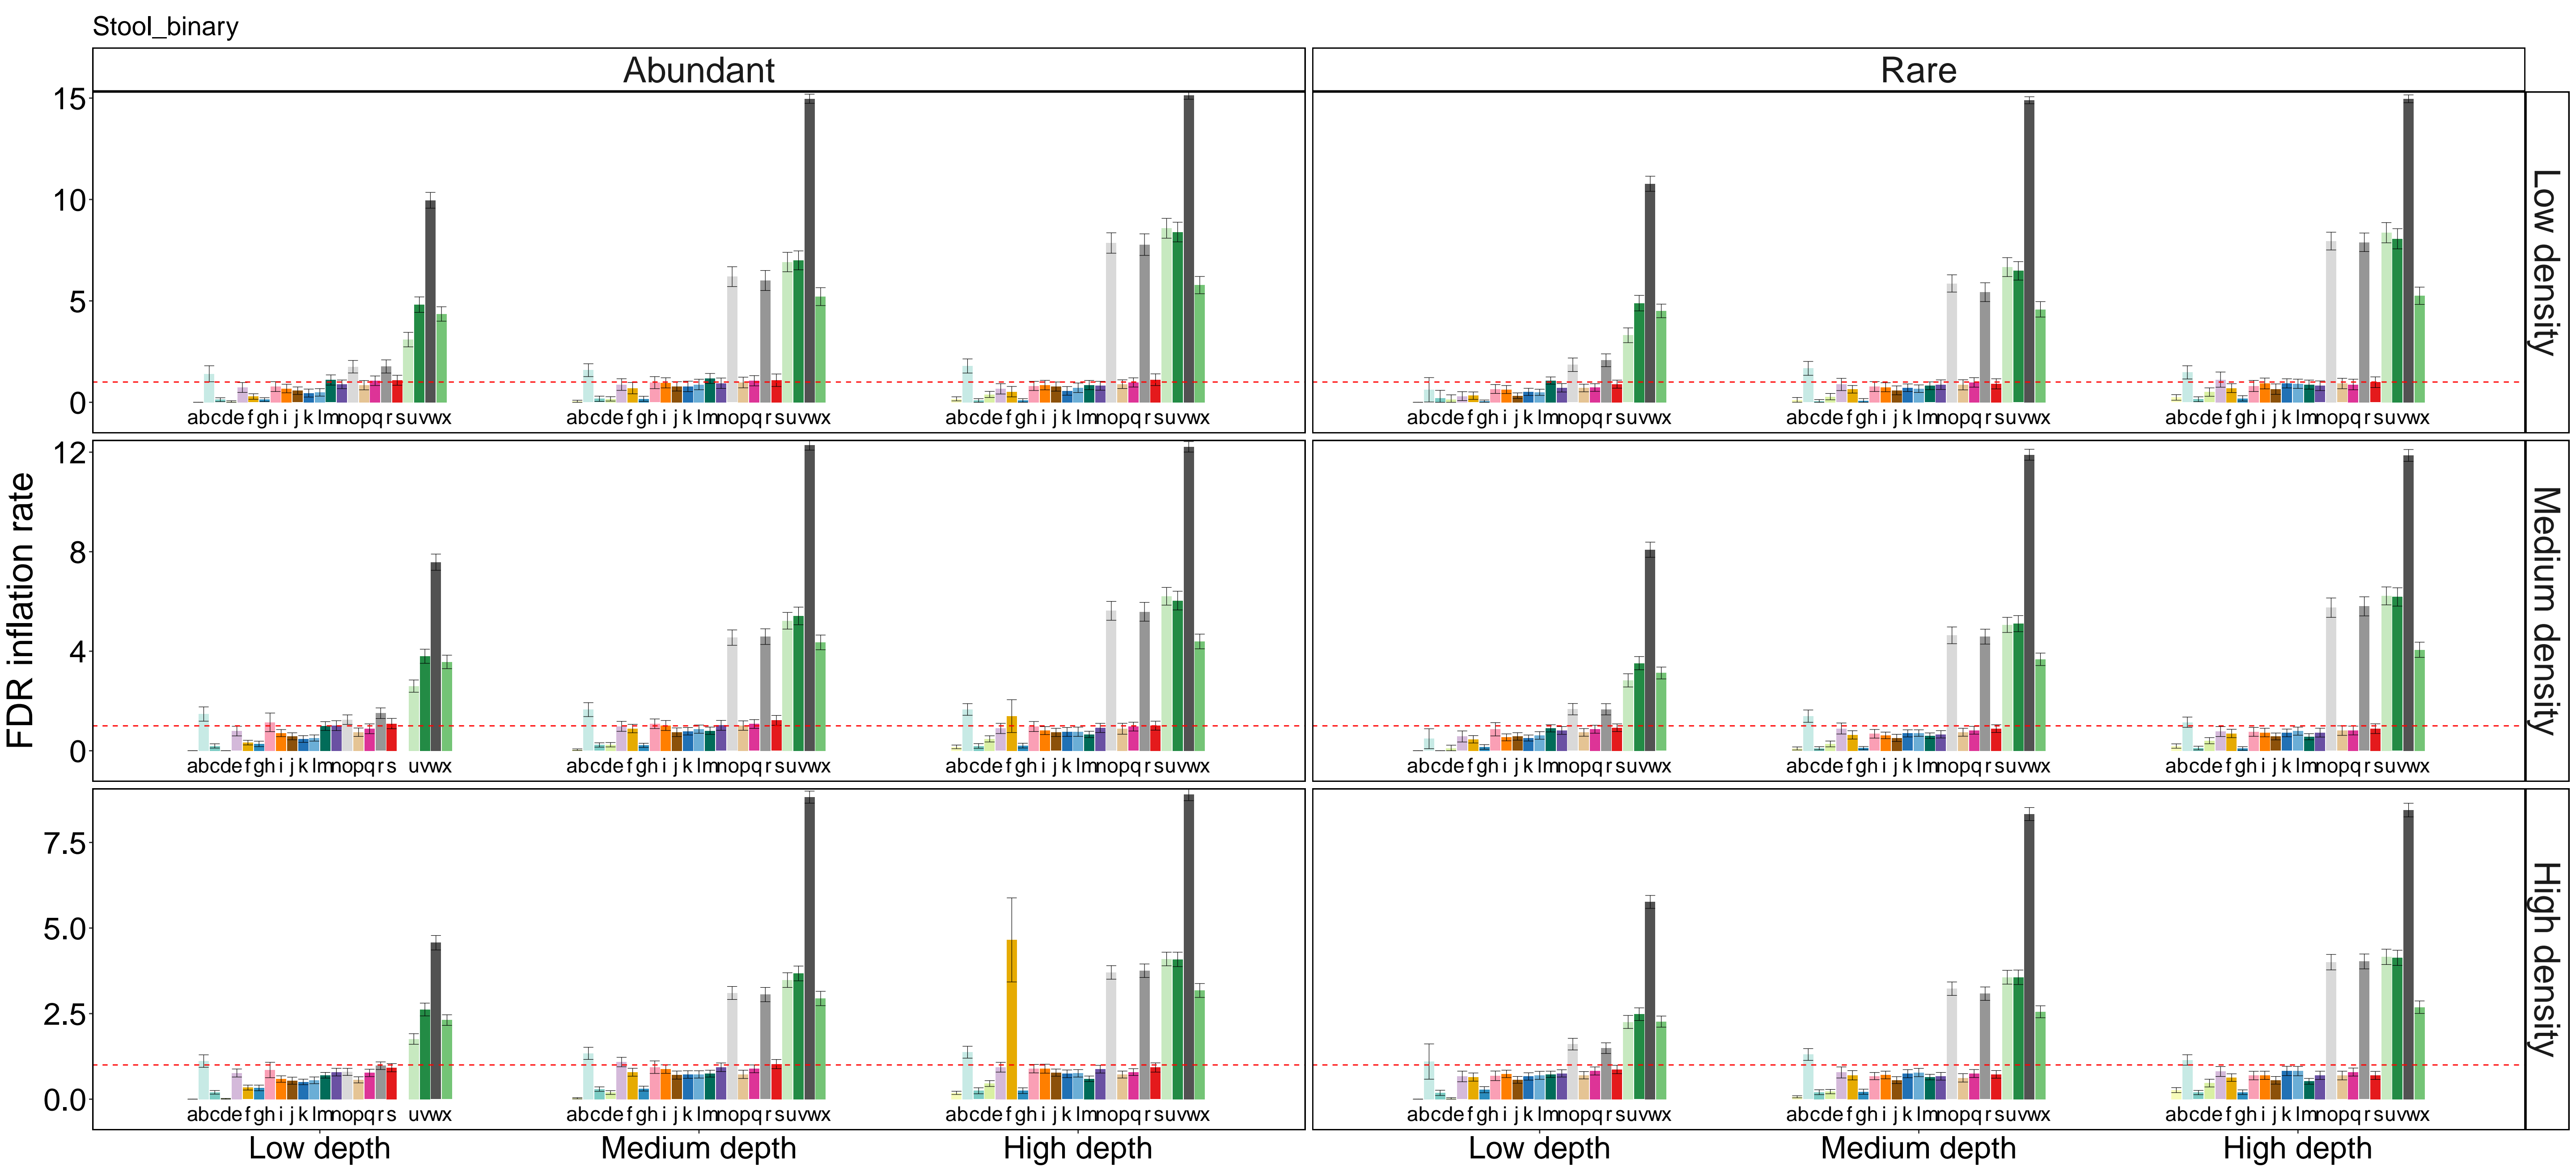 Stool_binary
Abundant
Rare
FDR inflation rate
15
10
5
0
abcdefghijklmnopqrsuvwx abcdefghijklmnopqrsuvwx abcdefghijklmnopqrsuvwx abcdefghijklmnopqrsuvwx abcdefghijklmnopqrsuvwx abcdefghijklmnopqrsuvwx
Low density
12
8
4
0
abcdefghijklmnopqrs uvwx abcdefghijklmnopqrsuvwx abcdefghijklmnopqrsuvwx abcdefghijklmnopqrsuvwx abcdefghijklmnopqrsuvwx abcdefghijklmnopqrsuvwx
Medium density
7.5
5.0
2.5
0.0
abcdefghijklmnopqrs uvwx abcdefghijklmnopqrsuvwx abcdefghijklmnopqrsuvwx abcdefghijklmnopqrsuvwx abcdefghijklmnopqrsuvwx abcdefghijklmnopqrsuvwx
High density
Low depth Medium depth High depth Low depth Medium depth High depth